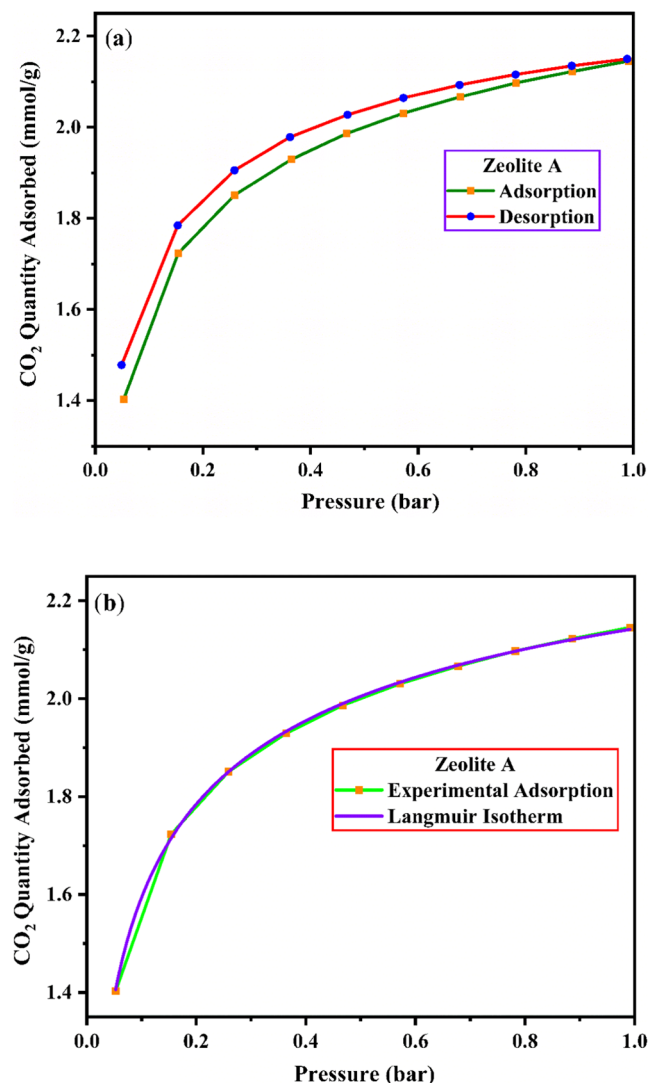 (a)
2.2
2.0
1.8
1.6
1.4
CO₂ Quantity Adsorbed (mmol/g)
Zeolite A
Adsorption
Desorption
0.0 0.2 0.4 0.6 0.8 1.0
Pressure (bar)
(b)
2.2
2.0
1.8
1.6
1.4
CO₂ Quantity Adsorbed (mmol/g)
Zeolite A
Experimental Adsorption
Langmuir Isotherm
0.0 0.2 0.4 0.6 0.8 1.0
Pressure (bar)